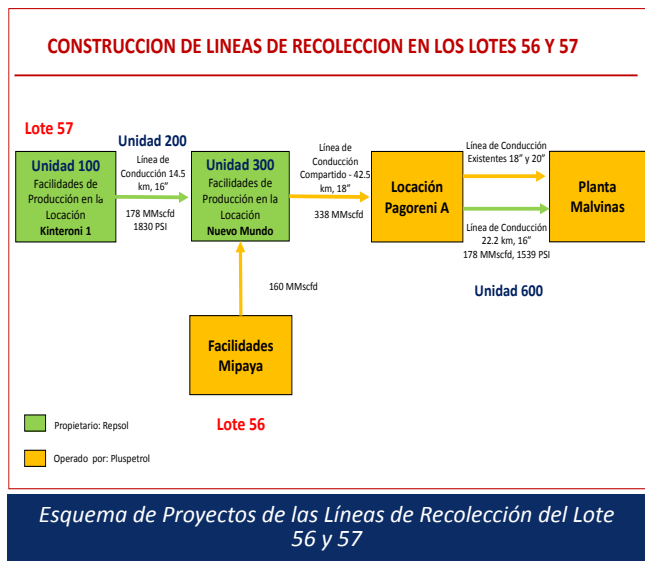 CONSTRUCCION DE LINEAS DE RECOLECCION EN LOS LOTES 56 Y 57
Lote 57
Unidad 100
Facilidades de
Producción en la
Locación
Kinteroni 1
Unidad 200
Línea de
Conducción 14.5
km, 16”
178 MMscfd
1830 PSI
Unidad 300
Facilidades de
Producción en la
Locación
Nuevo Mundo
Línea de
Conducción
Compartido - 42.5
km, 18”
338 MMscfd
Locación
Pagoreni A
Línea de Conducción
Existentes 18” y 20”
Línea de Conducción
22.2 km, 16”
178 MMscfd, 1539 PSI
Unidad 600
Planta
Malvinas
160 MMscfd
Facilidades
Mipaya
Lote 56
Propietario: Repsol
Operado por: Pluspetrol
Esquema de Proyectos de las Líneas de Recolección del Lote
56 y 57